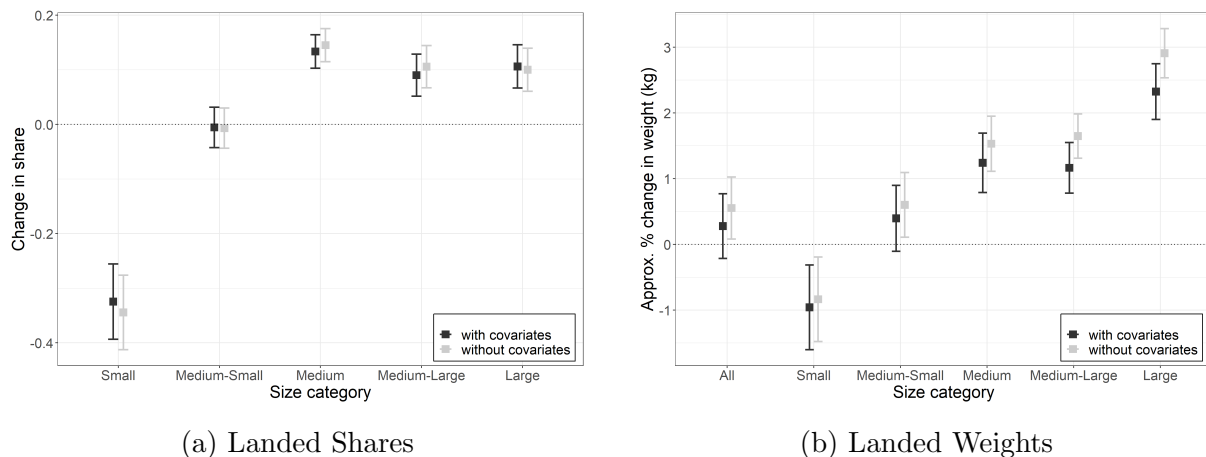 Change in share
0.2
0.0
-0.2
-0.4
with covariates
without covariates
Small Medium-Small Medium Medium-Large Large
Size category
(a) Landed Shares
Approx. % change in weight (kg)
3
2
1
0
-1
with covariates
without covariates
All Small Medium-Small Medium Medium-Large Large
Size category
(b) Landed Weights